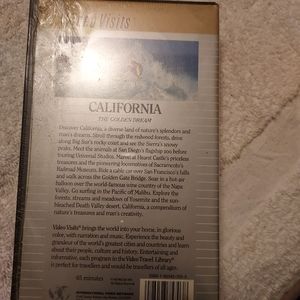 Video Visits
CALIFORNIA
THE GOLDEN DREAM
Discover California, a diverse land of nature's splendors and
man's dreams. Stroll through the redwood forests, drive
along Big Sur's rocky coast and see the Sierra's snowy
peaks. Meet the animals at San Diego's flagship zoo before
touring Universal Studios. Marvel at Hearst Castle's priceless
treasures and the pioneering locomotives of Sacramento's
Railroad Museum. Ride a cable car over San Francisco's hills
and walk across the Golden Gate Bridge. Soar in a hot-air
balloon over the world-famous wine country of the Napa
Valley. Go surfing in the Pacific off Malibu. Explore the
forests, streams and meadows of Yosemite and the sun-
bleached Death Valley desert. California, a compendium of
nature's treasures and man's creativity.
Video Visits® brings the world into your home, in glorious
color, with narration and music. Experience the beauty and
grandeur of the world's greatest cities and countries and learn
about their people, culture and history. Entertaining and
informative, each program in the Video Travel Library®
is perfect for travellers and would-be travellers of all ages.